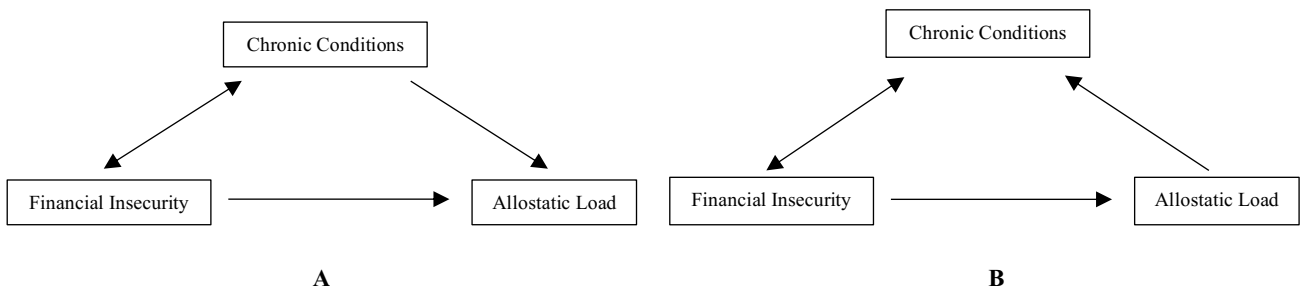 Chronic Conditions
Financial Insecurity
Allostatic Load
A
Chronic Conditions
Financial Insecurity
Allostatic Load
B